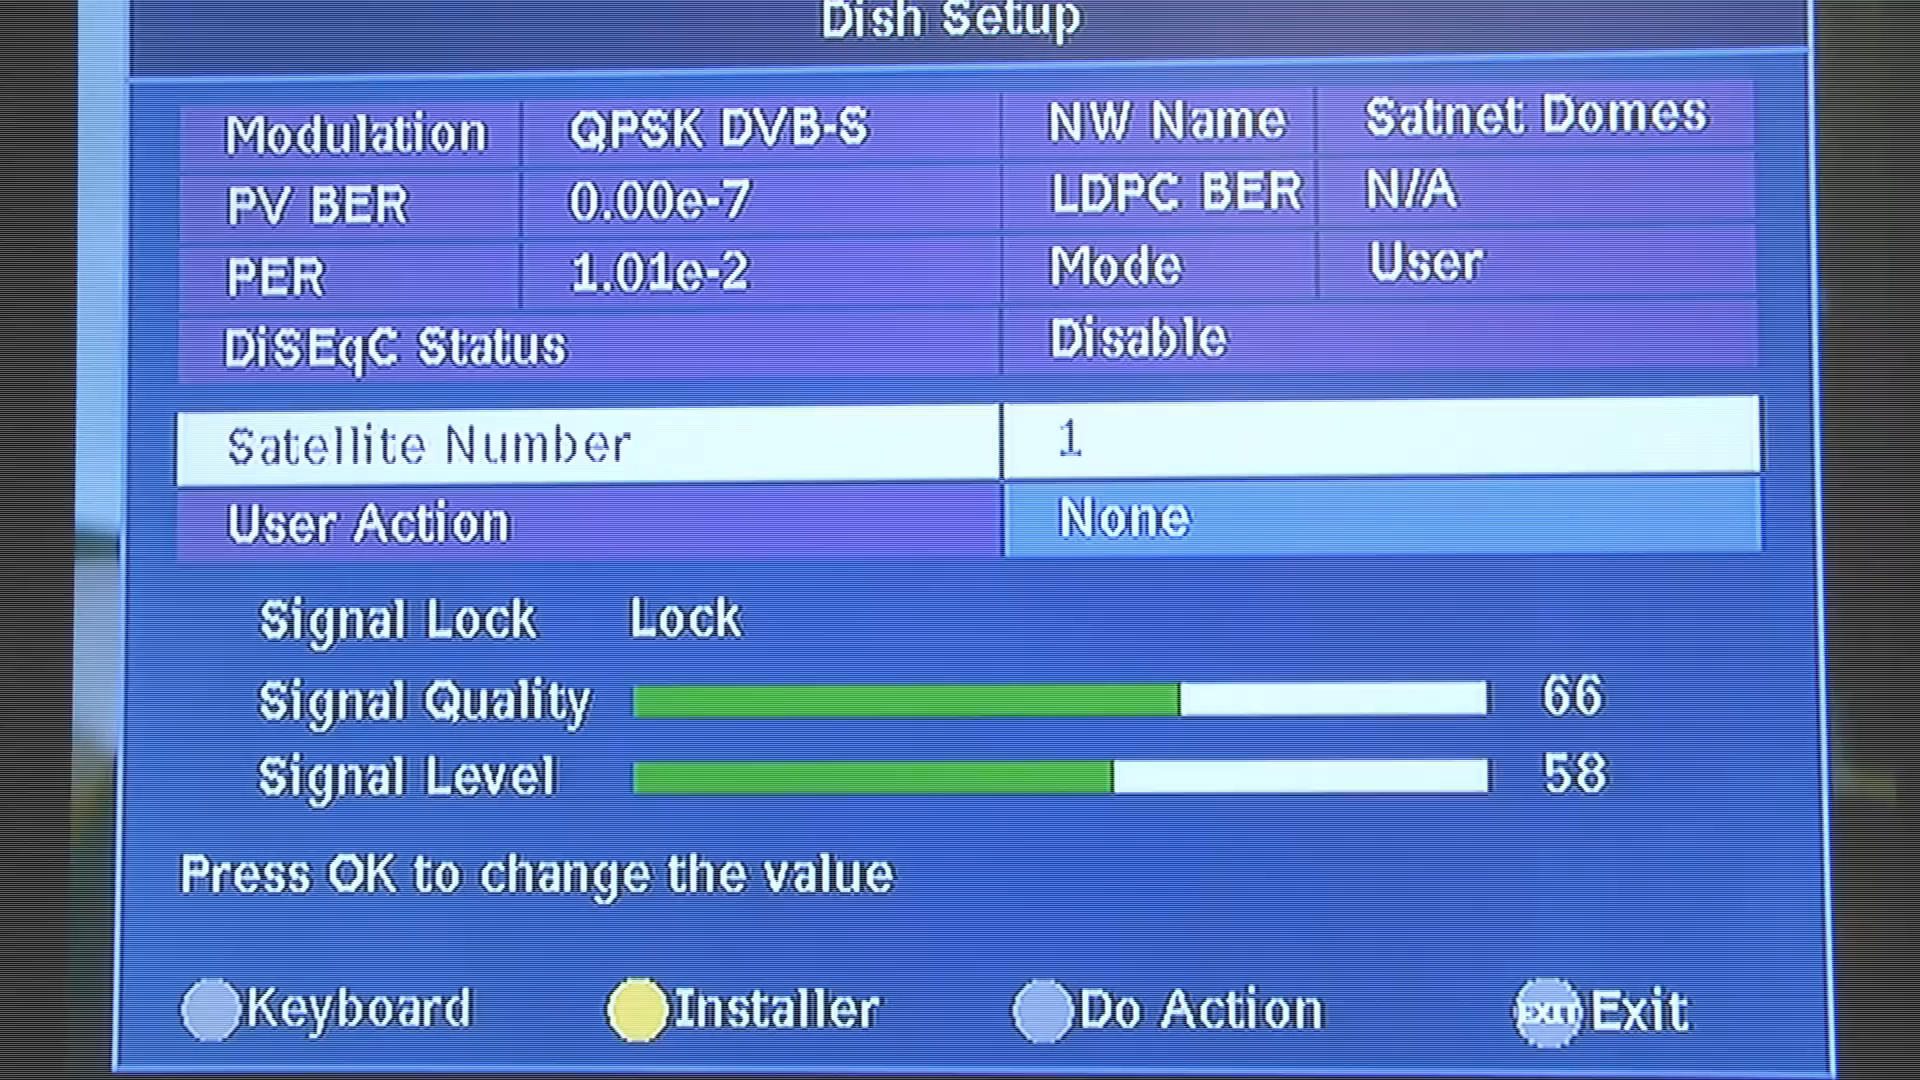 Dish Setup
Modulation QPSK DVB-S NW Name Satnet Domes
PV BER 0.00e-7 LDPC BER N/A
PER 1.01e-2 Mode User
DiSEqC Status Disable
Satellite Number 1
User Action None
Signal Lock Lock
Signal Quality 66
Signal Level 58
Press OK to change the value
Keyboard Installer Do Action EXIT Exit